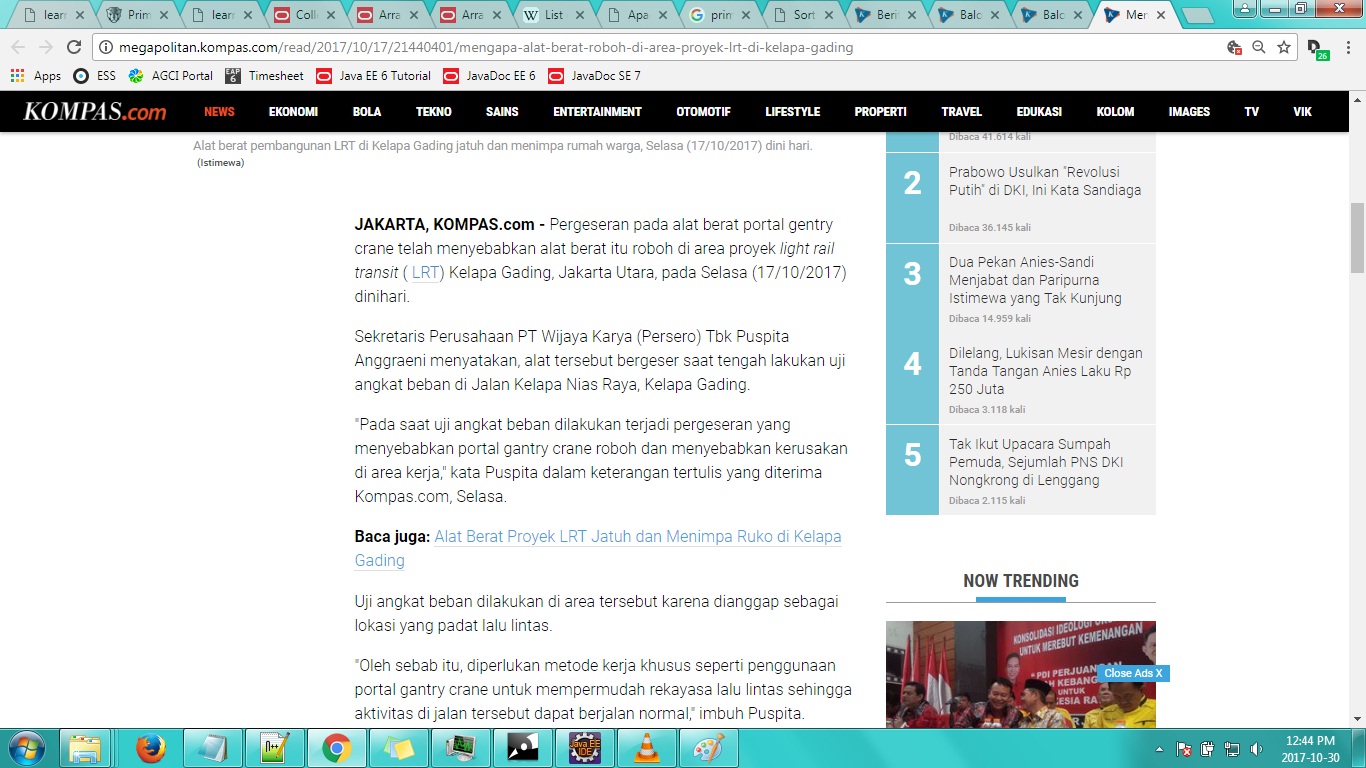 learn
Prim
learn
Coll
Arra
Arra
List
Apa
prim
Sort
Beri
Balo
Balo
Men
megapolitan.kompas.com/read/2017/10/17/21440401/mengapa-alat-berat-roboh-di-area-proyek-lrt-di-kelapa-gading
26
Apps ESS AGCI Portal EAP 6 Timesheet Java EE 6 Tutorial JavaDoc EE 6 JavaDoc SE 7
KOMPAS.com NEWS EKONOMI BOLA TEKNO SAINS ENTERTAINMENT OTOMOTIF LIFESTYLE PROPERTI TRAVEL EDUKASI KOLOM IMAGES TV VIK
Alat berat pembangunan LRT di Kelapa Gading jatuh dan menimpa rumah warga, Selasa (17/10/2017) dini hari.
(Istimewa)
JAKARTA, KOMPAS.com - Pergeseran pada alat berat portal gentry
crane telah menyebabkan alat berat itu roboh di area proyek light rail
transit ( LRT) Kelapa Gading, Jakarta Utara, pada Selasa (17/10/2017)
dinihari.
Sekretaris Perusahaan PT Wijaya Karya (Persero) Tbk Puspita
Anggraeni menyatakan, alat tersebut bergeser saat tengah lakukan uji
angkat beban di Jalan Kelapa Nias Raya, Kelapa Gading.
"Pada saat uji angkat beban dilakukan terjadi pergeseran yang
menyebabkan portal gantry crane roboh dan menyebabkan kerusakan
di area kerja," kata Puspita dalam keterangan tertulis yang diterima
Kompas.com, Selasa.
Baca juga: Alat Berat Proyek LRT Jatuh dan Menimpa Ruko di Kelapa
Gading
Uji angkat beban dilakukan di area tersebut karena dianggap sebagai
lokasi yang padat lalu lintas.
"Oleh sebab itu, diperlukan metode kerja khusus seperti penggunaan
portal gantry crane untuk mempermudah rekayasa lalu lintas sehingga
aktivitas di jalan tersebut dapat berjalan normal," imbuh Puspita.
Dibaca 41.614 kali
2
Prabowo Usulkan "Revolusi
Putih" di DKI, Ini Kata Sandiaga
Dibaca 36.145 kali
3
Dua Pekan Anies-Sandi
Menjabat dan Paripurna
Istimewa yang Tak Kunjung
Dibaca 14.959 kali
4
Dilelang, Lukisan Mesir dengan
Tanda Tangan Anies Laku Rp
250 Juta
Dibaca 3.118 kali
5
Tak Ikut Upacara Sumpah
Pemuda, Sejumlah PNS DKI
Nongkrong di Lenggang
Dibaca 2.115 kali
NOW TRENDING
KONSOLIDASI IDEOLOGI
UNTUK MEREBUT KEMENANGAN
PDI PERJUANGAN
UNTUK
Close Ads X
Java EE
IDE
12:44 PM
2017-10-30